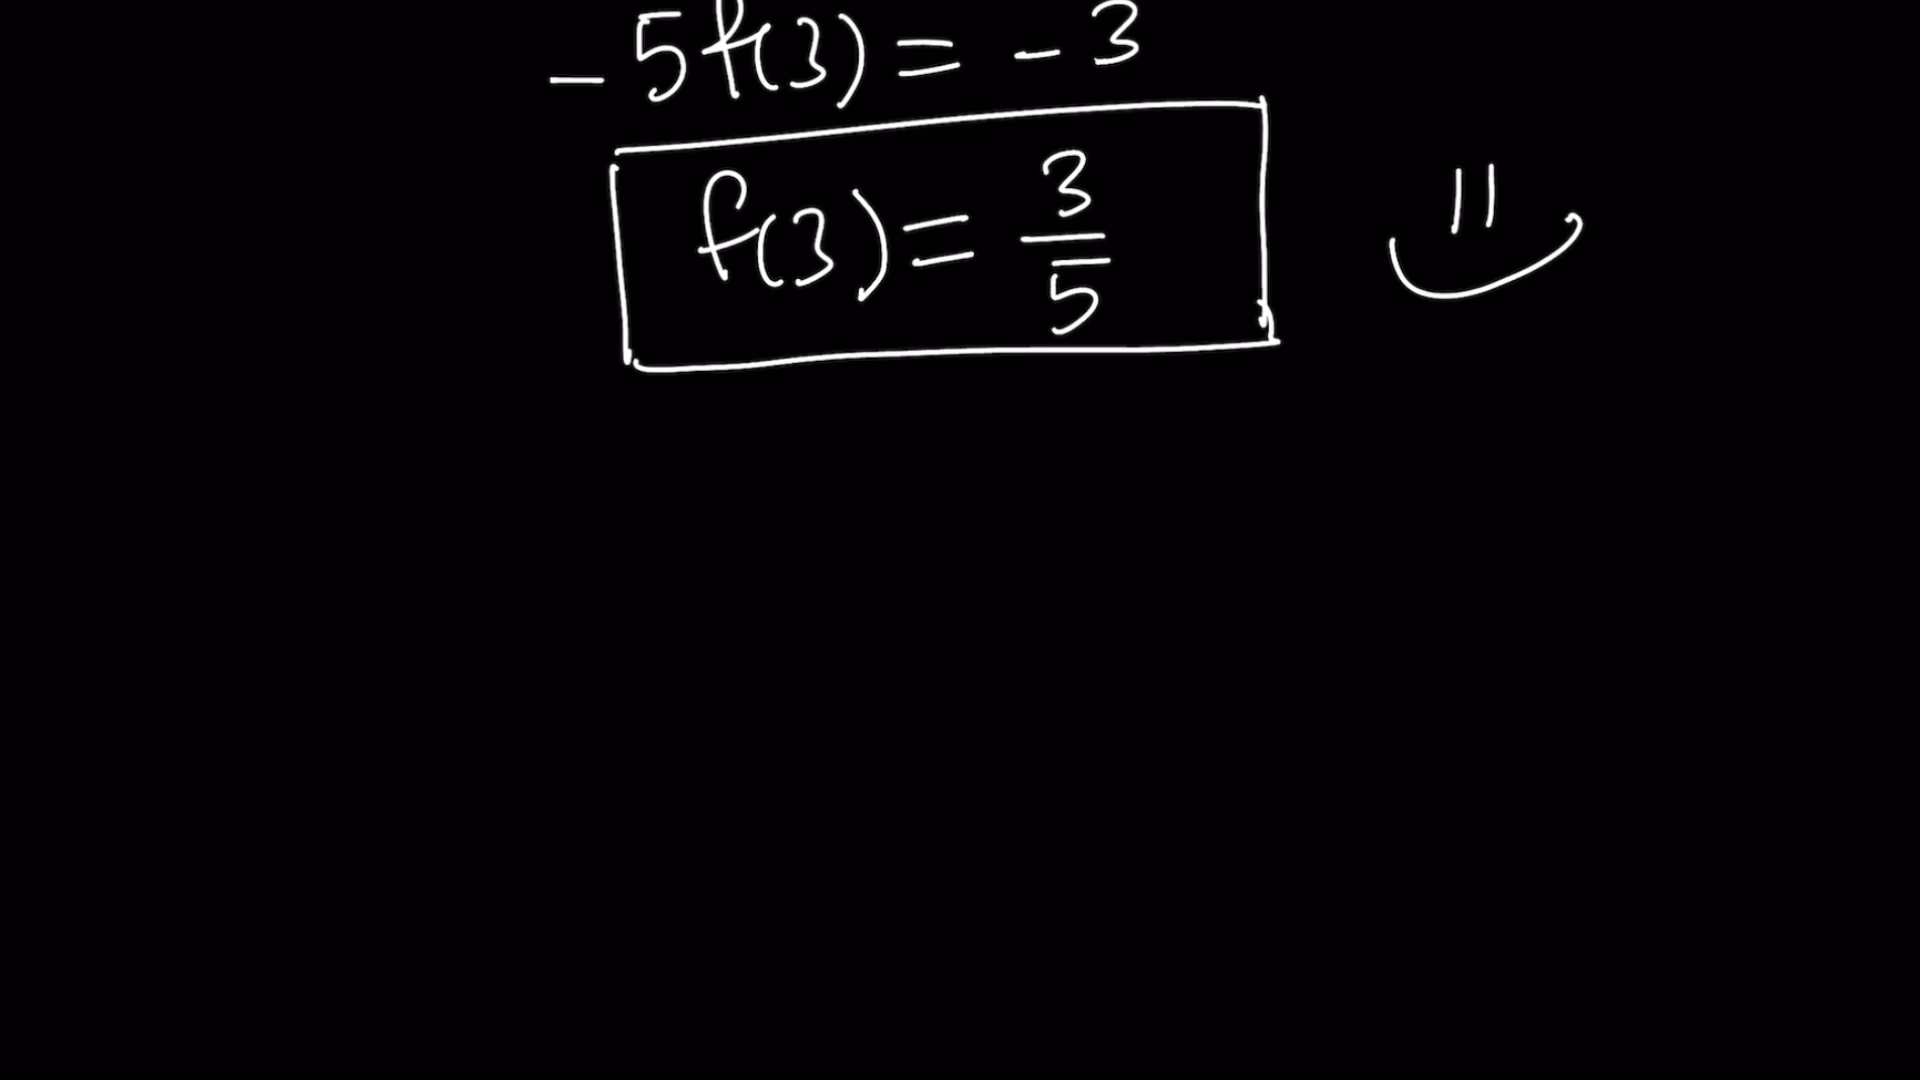 -5f(3) = -3
f(3) = 3/5